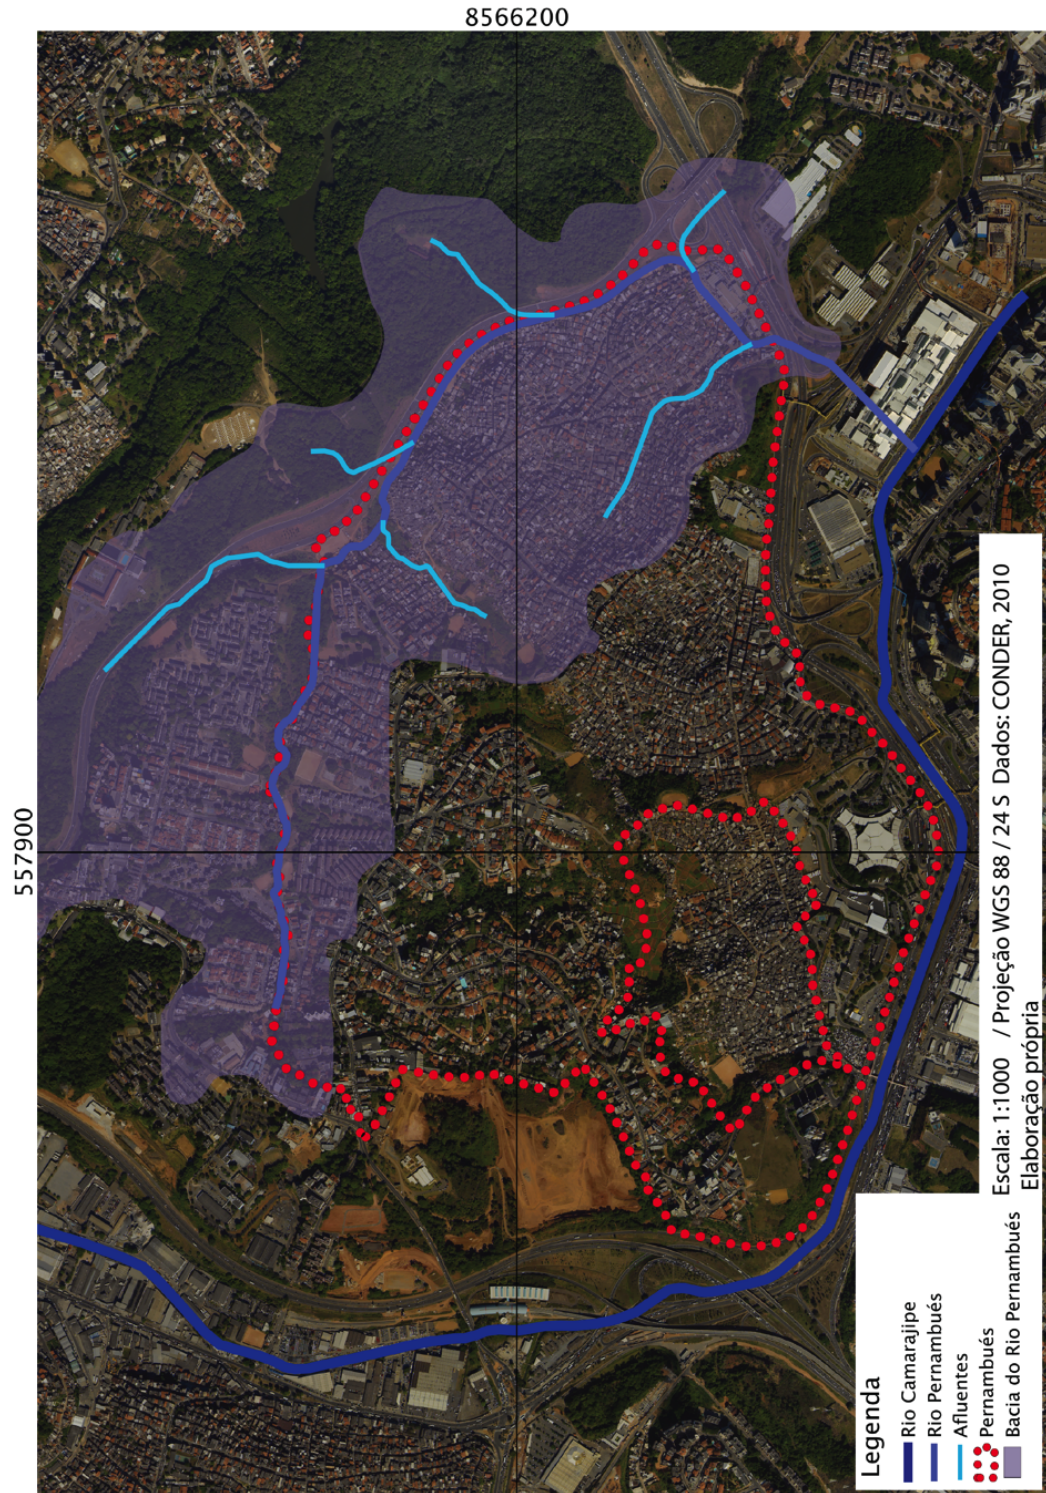 8566200
557900
Legenda
Rio Camarajipe
Rio Pernambués
Afluentes
Pernambués
Bacia do Rio Pernambués
Escala: 1:1000 / Projeção WGS 88 / 24 S Dados: CONDER, 2010
Elaboração própria